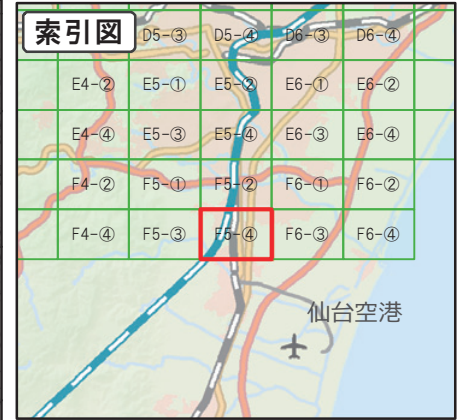 索引図
D5-③ D5-④ D6-③ D6-④
E4-② E5-① E5-② E6-① E6-②
E4-④ E5-③ E5-④ E6-③ E6-④
F4-② F5-① F5-② F6-① F6-②
F4-④ F5-③ F5-④ F6-③ F6-④
仙台空港